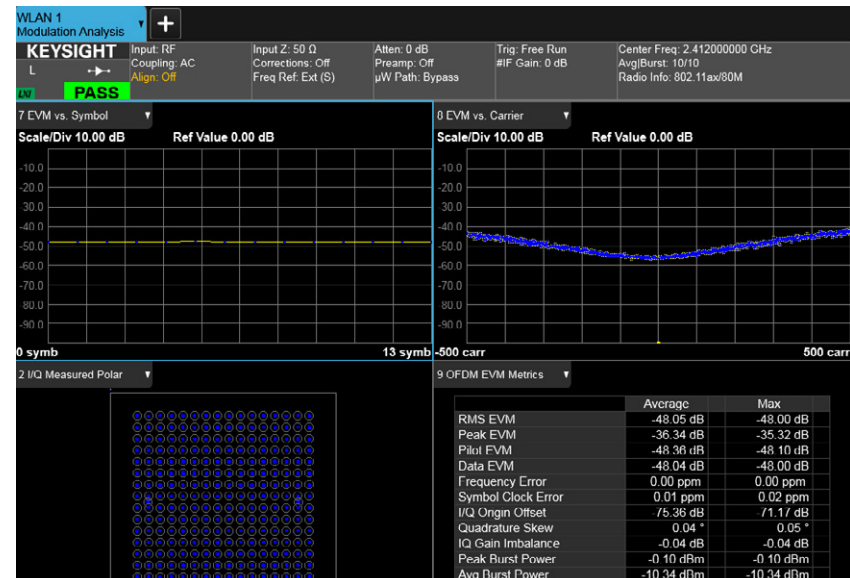 WLAN 1
Modulation Analysis
+
KEYSIGHT
L
LXI
PASS
Input: RF
Coupling: AC
Align: Off
Input Z: 50 Ω
Corrections: Off
Freq Ref: Ext (S)
Atten: 0 dB
Preamp: Off
µW Path: Bypass
Trig: Free Run
#IF Gain: 0 dB
Center Freq: 2.412000000 GHz
Avg|Burst: 10/10
Radio Info: 802.11ax/80M
7 EVM vs. Symbol
Scale/Div 10.00 dB Ref Value 0.00 dB
-10.0
-20.0
30.0
-40.0
-50.0
-60.0
-70.0
80.0
-90.0
0 symb 13 symb
8 EVM vs. Carrier
Scale/Div 10.00 dB Ref Value 0.00 dB
-10.0
-20.0
30.0
-40.0
-50.0
-60.0
-70.0
-80.0
-90.0
-500 carr 500 carr
2 I/Q Measured Polar
9 OFDM EVM Metrics
Average Max
RMS EVM -48.05 dB -48.00 dB
Peak EVM -36.34 dB -35.32 dB
Pilot EVM -48.36 dB -48.10 dB
Data EVM -48.04 dB -48.00 dB
Frequency Error 0.00 ppm 0.00 ppm
Symbol Clock Error 0.01 ppm 0.02 ppm
I/Q Origin Offset -75.36 dB -71.17 dB
Quadrature Skew 0.04 ° 0.05 °
IQ Gain Imbalance -0.04 dB -0.04 dB
Peak Burst Power -0.10 dBm -0.10 dBm
Avg Burst Power -10.34 dBm -10.34 dBm